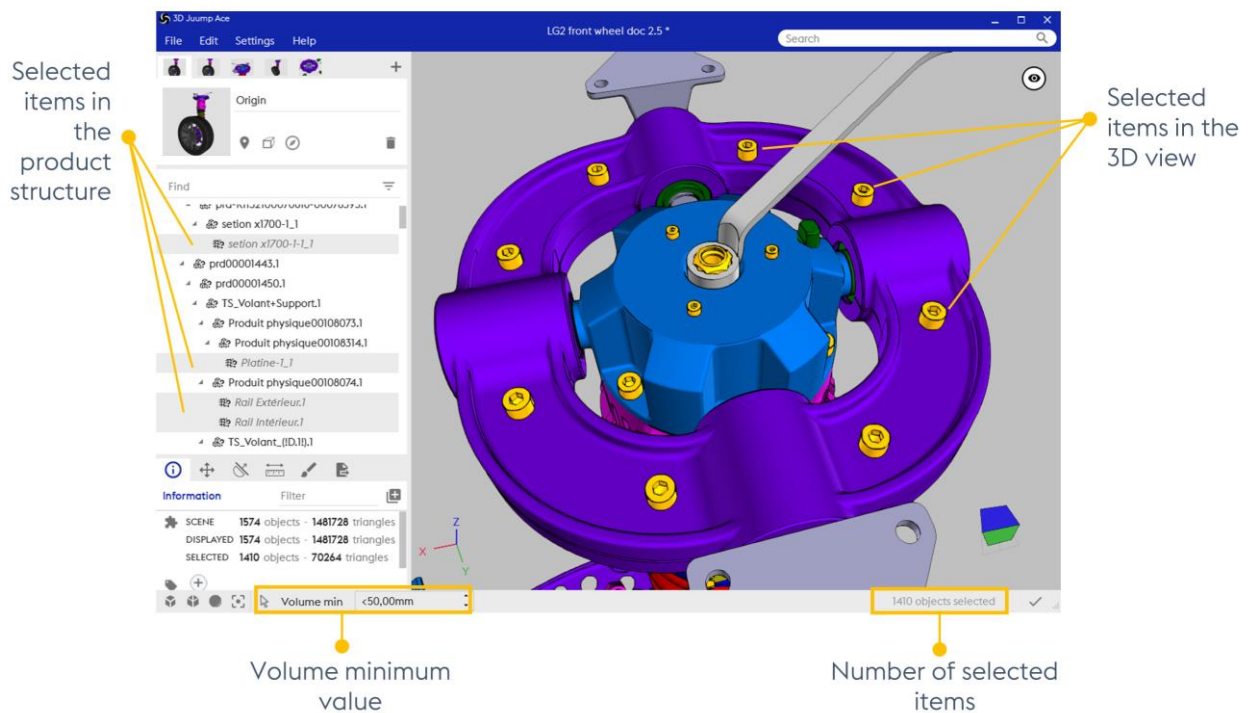 3D Juump Ace
LG2 front wheel doc 2.5 *
File Edit Settings Help
Search
Selected
items in
the
product
structure
Origin
Find
setion x1700-1_1
setion x1700-1-1_1
prd00001443.1
prd00001450.1
TS_Volant+Support.1
Produit physique00108073.1
Produit physique00108314.1
Platine-1_1
Produit physique00108074.1
Rail Extérieur.1
Rail Intérieur.1
TS_Volant_(!D.1!).1
Information Filter
SCENE 1574 objects - 1481728 triangles
DISPLAYED 1574 objects - 1481728 triangles
SELECTED 1410 objects - 70264 triangles
Volume min <50,00mm
Z
X
Y
1410 objects selected
Selected
items in the
3D view
Volume minimum
value
Number of selected
items